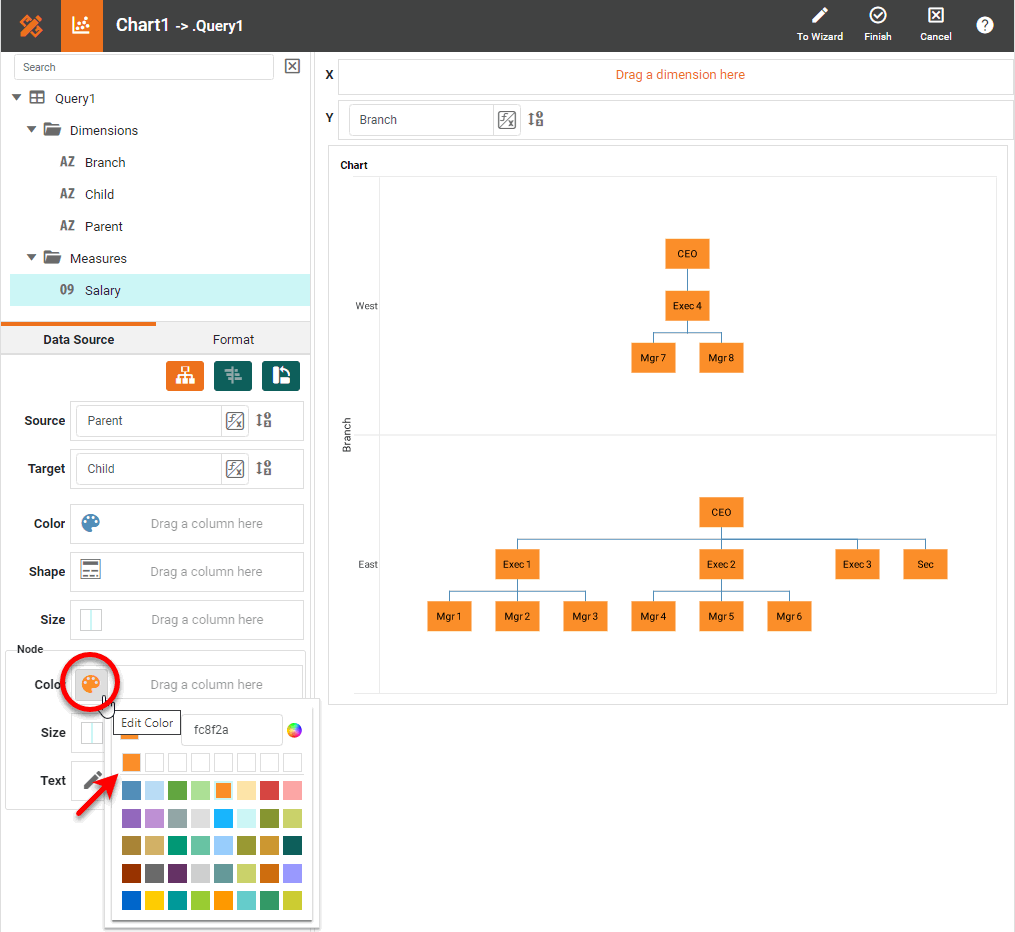 Chart1 -> .Query1
To Wizard
Finish
Cancel
?
Search
Query1
Dimensions
AZ Branch
AZ Child
AZ Parent
Measures
09 Salary
Data Source
Format
Source Parent
Target Child
Color Drag a column here
Shape Drag a column here
Size Drag a column here
Node
Colo Drag a column here
Size
Edit Color
fc8f2a
Text
X Drag a dimension here
Y Branch
Chart
Branch
West
CEO
Exec 4
Mgr 7 Mgr 8
East
CEO
Exec 1 Exec 2 Exec 3 Sec
Mgr 1 Mgr 2 Mgr 3 Mgr 4 Mgr 5 Mgr 6